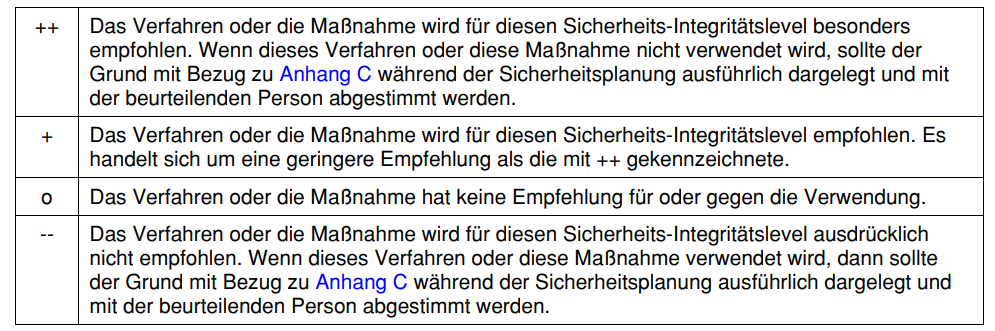 ++ Das Verfahren oder die Maßnahme wird für diesen Sicherheits-Integritätslevel besonders
empfohlen. Wenn dieses Verfahren oder diese Maßnahme nicht verwendet wird, sollte der
Grund mit Bezug zu Anhang C während der Sicherheitsplanung ausführlich dargelegt und mit
der beurteilenden Person abgestimmt werden.
+ Das Verfahren oder die Maßnahme wird für diesen Sicherheits-Integritätslevel empfohlen. Es
handelt sich um eine geringere Empfehlung als die mit ++ gekennzeichnete.
o Das Verfahren oder die Maßnahme hat keine Empfehlung für oder gegen die Verwendung.
-- Das Verfahren oder die Maßnahme wird für diesen Sicherheits-Integritätslevel ausdrücklich
nicht empfohlen. Wenn dieses Verfahren oder diese Maßnahme verwendet wird, dann sollte
der Grund mit Bezug zu Anhang C während der Sicherheitsplanung ausführlich dargelegt und
mit der beurteilenden Person abgestimmt werden.